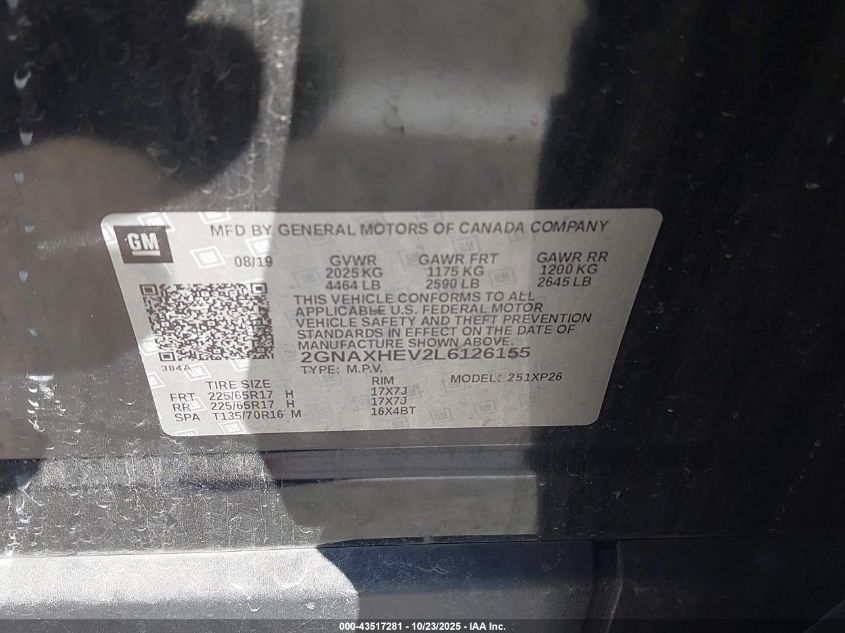 GM
MFD BY GENERAL MOTORS OF CANADA COMPANY
08/19 GVWR GAWR FRT GAWR RR
2025 KG 1175 KG 1200 KG
4464 LB 2590 LB 2645 LB
THIS VEHICLE CONFORMS TO ALL
APPLICABLE U.S. FEDERAL MOTOR
VEHICLE SAFETY AND THEFT PREVENTION
STANDARDS IN EFFECT ON THE DATE OF
MANUFACTURE SHOWN ABOVE.
2GNAXHEV2L6126155
384A
TYPE: M.P.V. MODEL: 251XP26
TIRE SIZE RIM
FRT 225/65R17 H 17X7J
RR 225/65R17 H 17X7J
SPA T135/70R16 M 16X4BT
000-43517281 | 10/23/2025 | IAA Inc.